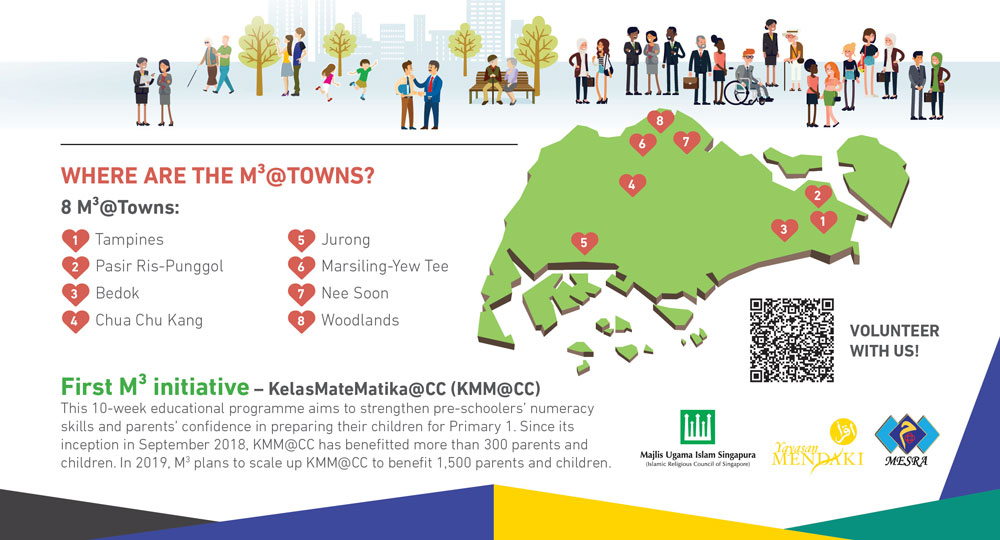 WHERE ARE THE M³@TOWNS?
8 M³@Towns:
1 Tampines
2 Pasir Ris-Punggol
3 Bedok
4 Chua Chu Kang
5 Jurong
6 Marsiling-Yew Tee
7 Nee Soon
8 Woodlands
8
6
7
4
2
1
3
5
VOLUNTEER
WITH US!
First M³ initiative – KelasMateMatika@CC (KMM@CC)
This 10-week educational programme aims to strengthen pre-schoolers’ numeracy
skills and parents’ confidence in preparing their children for Primary 1. Since its
inception in September 2018, KMM@CC has benefitted more than 300 parents and
children. In 2019, M³ plans to scale up KMM@CC to benefit 1,500 parents and children.
Majlis Ugama Islam Singapura
(Islamic Religious Council of Singapore)
Yayasan
MENDAKI
MESRA